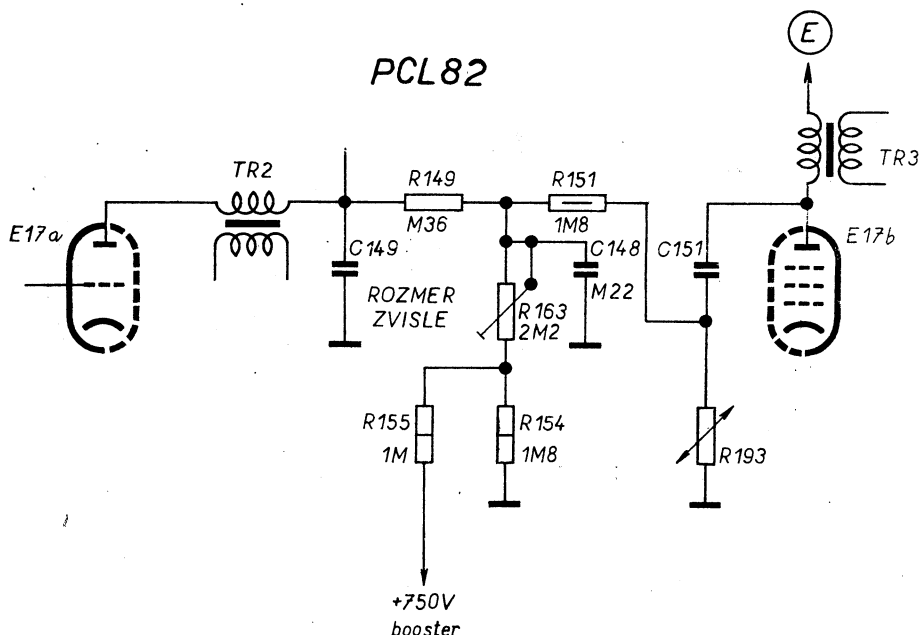 E
PCL82
TR3
TR2
R149
R151
M36
1M8
E17a
C149
C148
C151
E17b
ROZMER
ZVISLE
M22
R163
2M2
R155
R154
1M
1M8
R193
+750V
booster